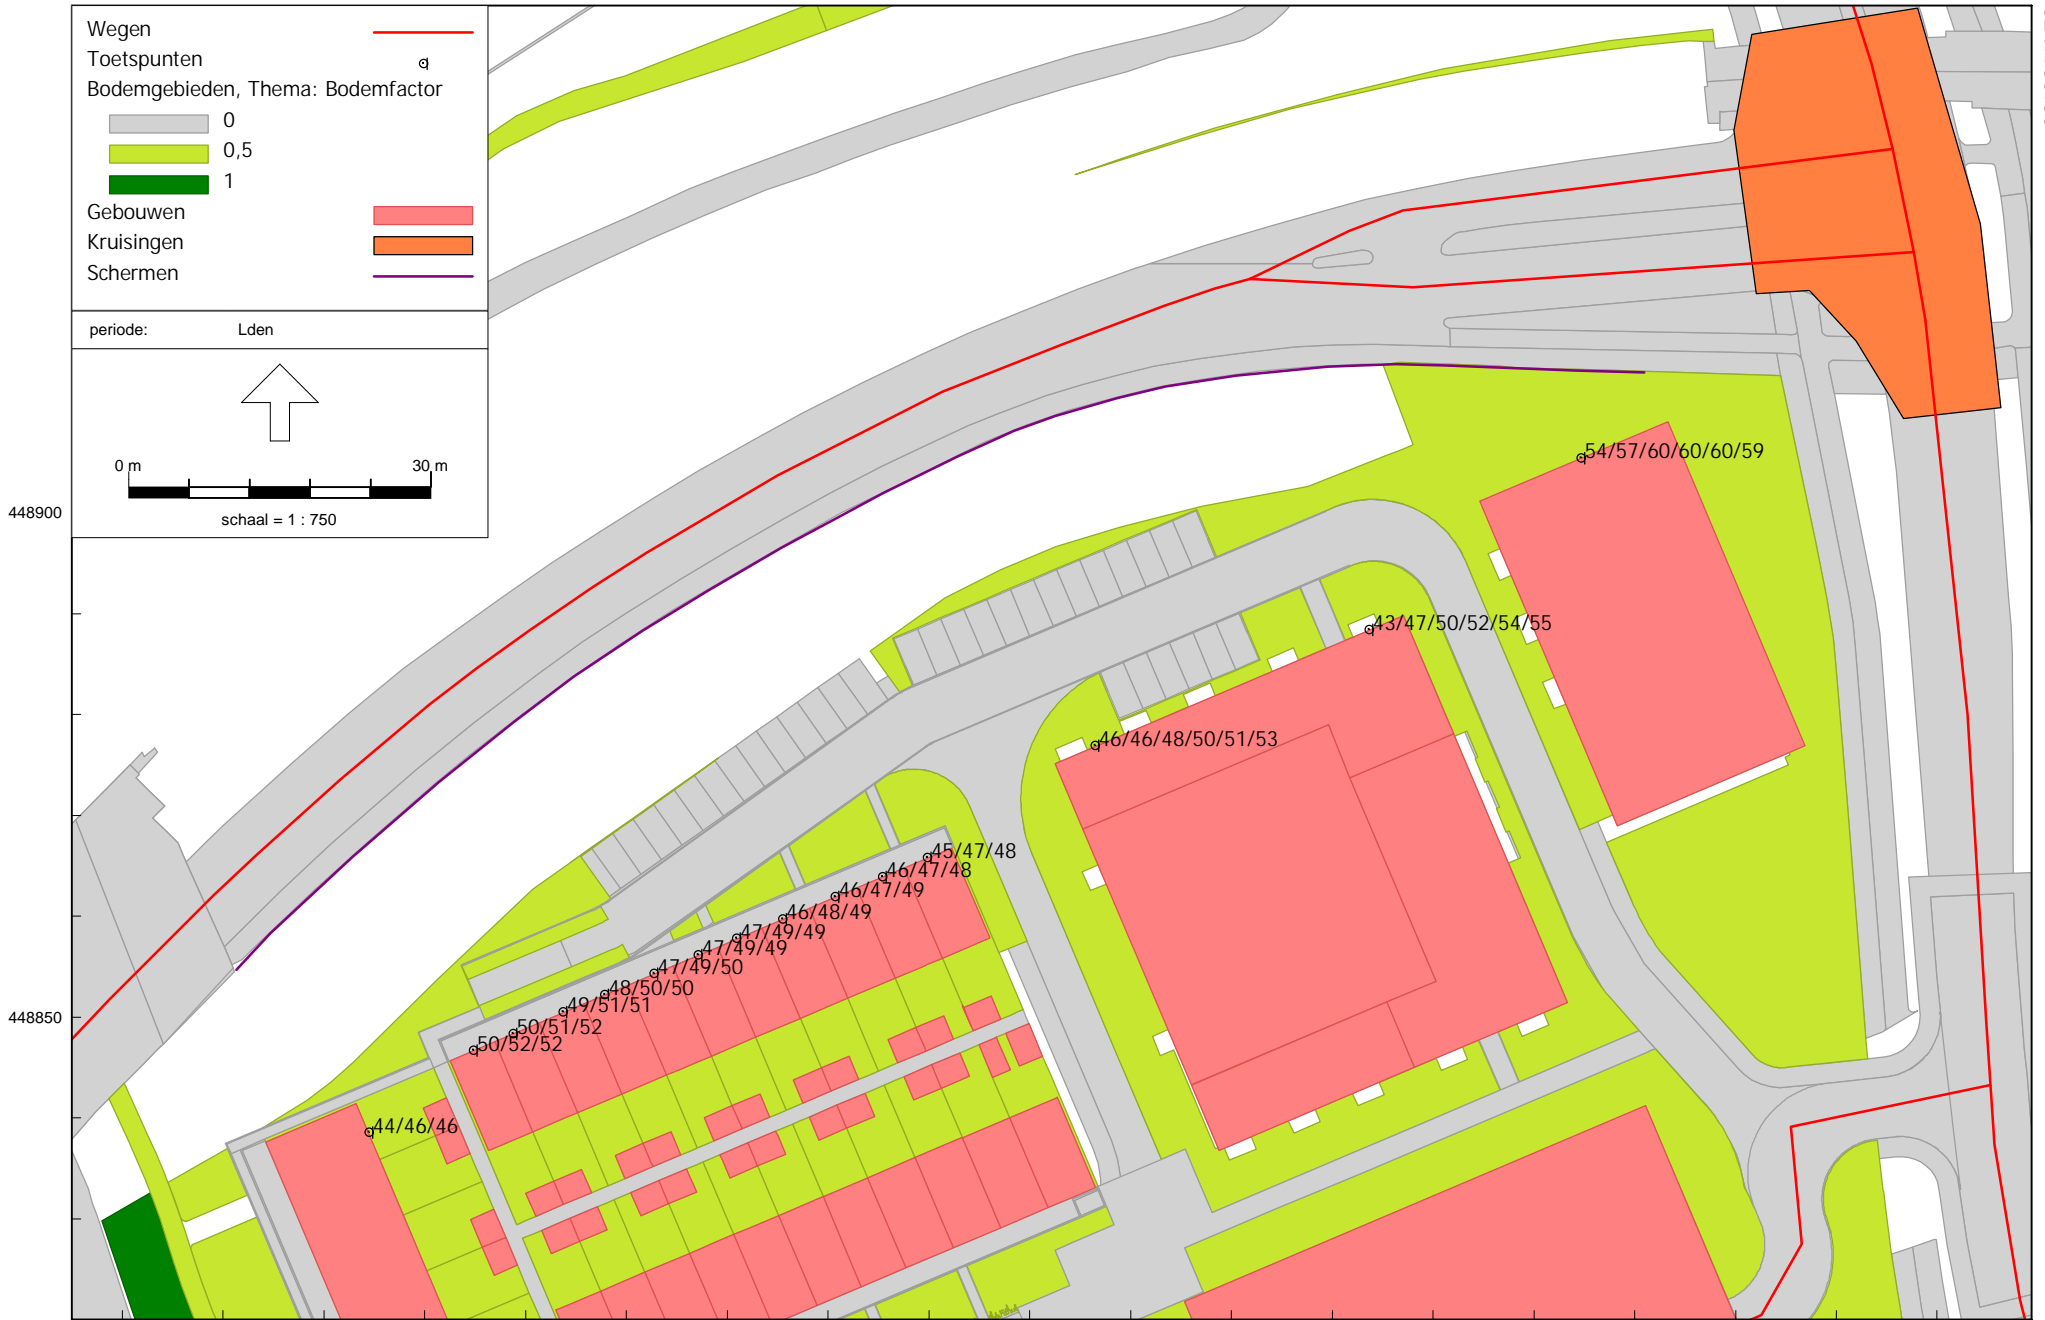 Wegen
Toetspunten
Bodemgebieden, Thema: Bodemfactor
0
0,5
1
Gebouwen
Kruisingen
Schermen
periode: Lden
0 m 30 m
schaal = 1 : 750
448900
448850
54/57/60/60/60/59
43/47/50/52/54/55
46/46/48/50/51/53
45/47/48
46/47/48
46/47/49
46/48/49
47/49/49
47/49/49
47/49/50
48/50/50
49/51/51
50/51/52
50/52/52
44/46/46